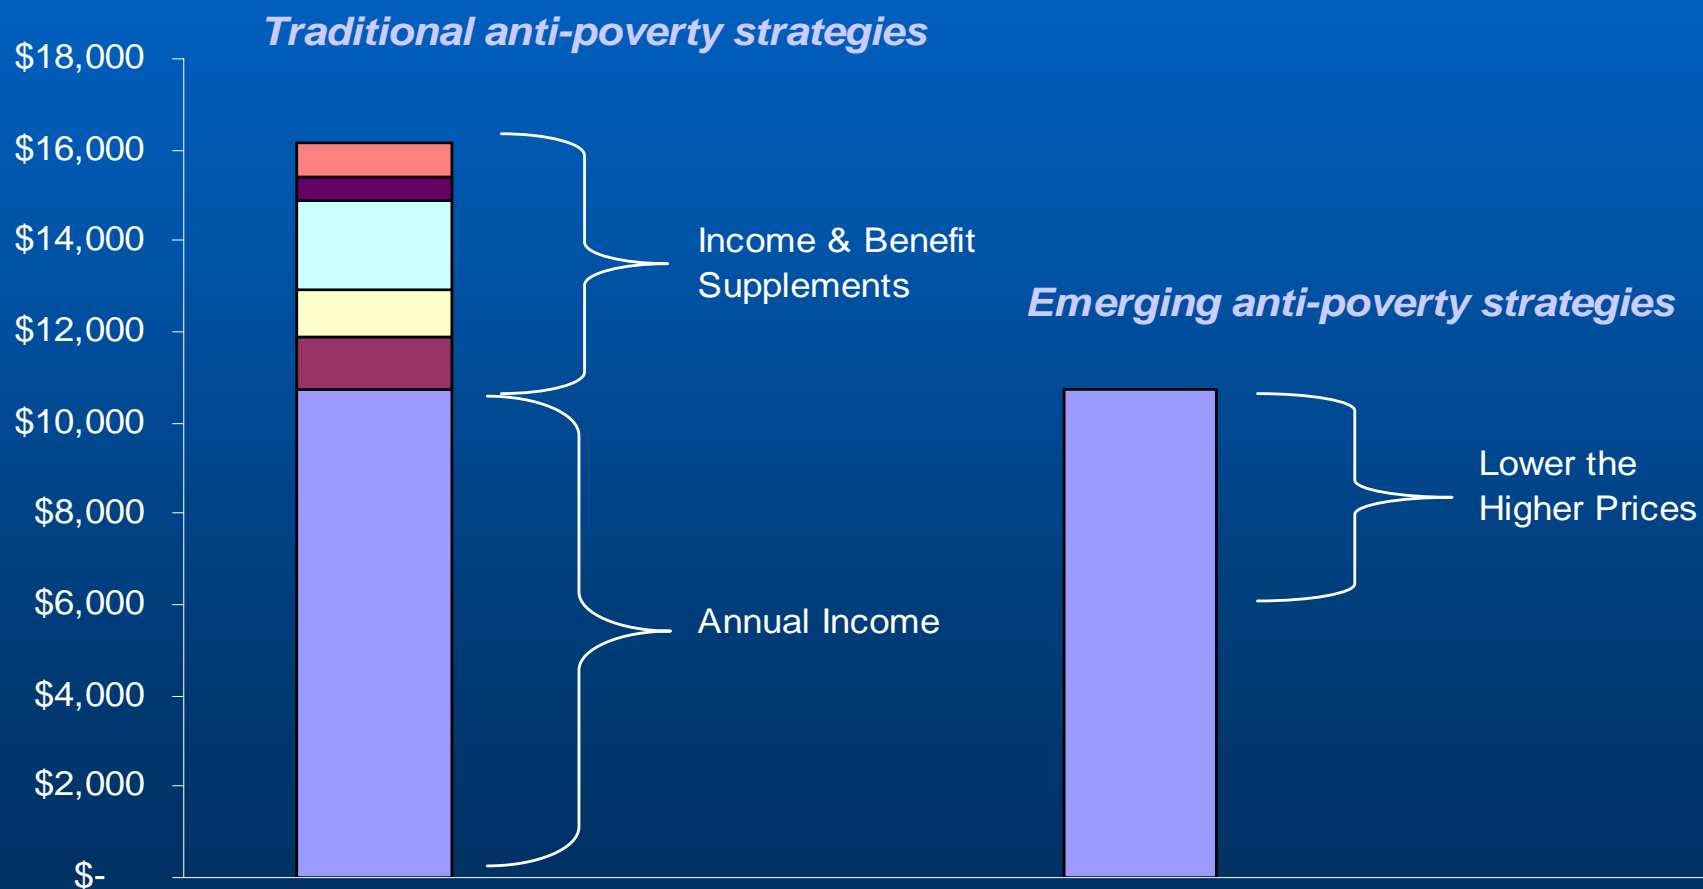 Traditional anti-poverty strategies
$18,000
$16,000
$14,000
$12,000
$10,000
$8,000
$6,000
$4,000
$2,000
$-
Income & Benefit
Supplements
Annual Income
Emerging anti-poverty strategies
Lower the
Higher Prices